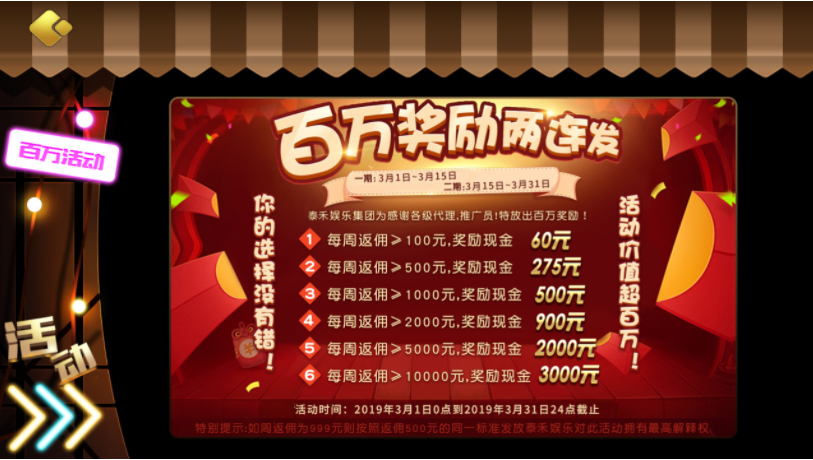 百万活动
活动
百万奖励两连发
一期:3月1日~3月15日
二期:3月15日~3月31日
泰禾娱乐集团为感谢各级代理,推广员!特放出百万奖励！
你的选择没有错！
1 每周返佣≥100元,奖励现金 60元
2 每周返佣≥500元,奖励现金 275元
3 每周返佣≥1000元,奖励现金 500元
4 每周返佣≥2000元,奖励现金 900元
5 每周返佣≥5000元,奖励现金 2000元
6 每周返佣≥10000元,奖励现金 3000元
活动价值超百万！
活动时间：2019年3月1日0点到2019年3月31日24点截止
特别提示:如周返佣为999元则按照返佣500元的同一标准发放泰禾娱乐对此活动拥有最高解释权.